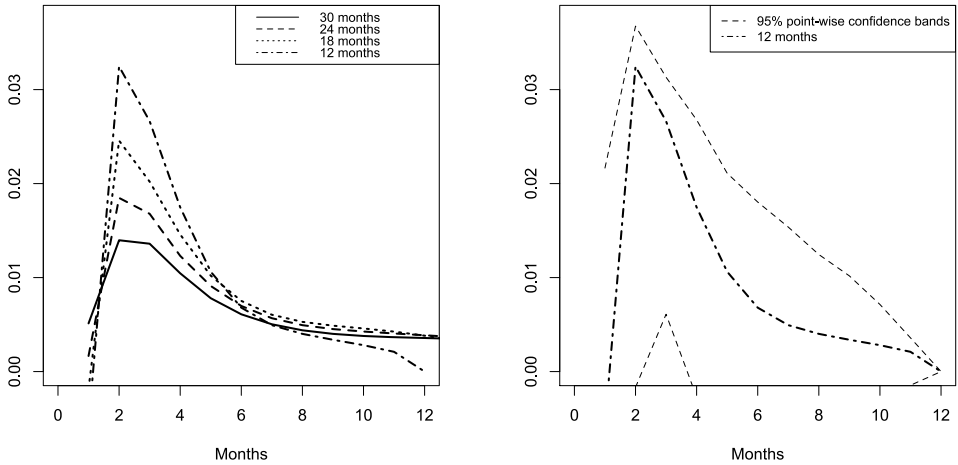 30 months
24 months
18 months
12 months
0.03
0.02
0.01
0.00
0 2 4 6 8 10 12
Months
95% point-wise confidence bands
12 months
0.03
0.02
0.01
0.00
0 2 4 6 8 10 12
Months